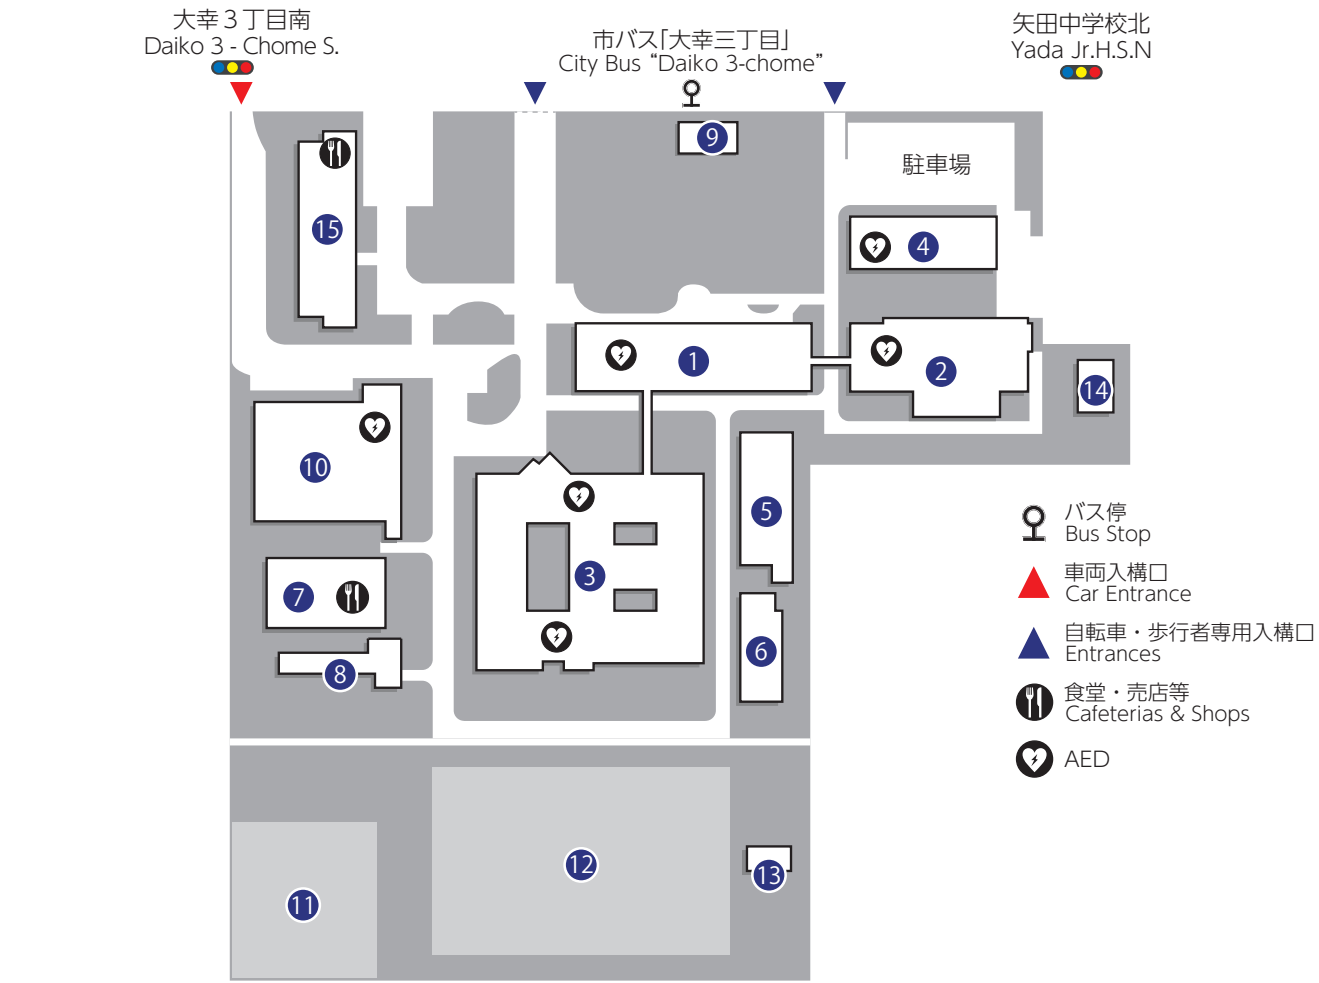 大幸３丁目南
Daiko 3 - Chome S.
市バス「大幸三丁目」
City Bus “Daiko 3-chome”
矢田中学校北
Yada Jr.H.S.N
9
駐車場
15
4
1
2
14
10
5
3
7
6
8
バス停
Bus Stop
車両入構口
Car Entrance
自転車・歩行者専用入構口
Entrances
食堂・売店等
Cafeterias & Shops
AED
12
13
11